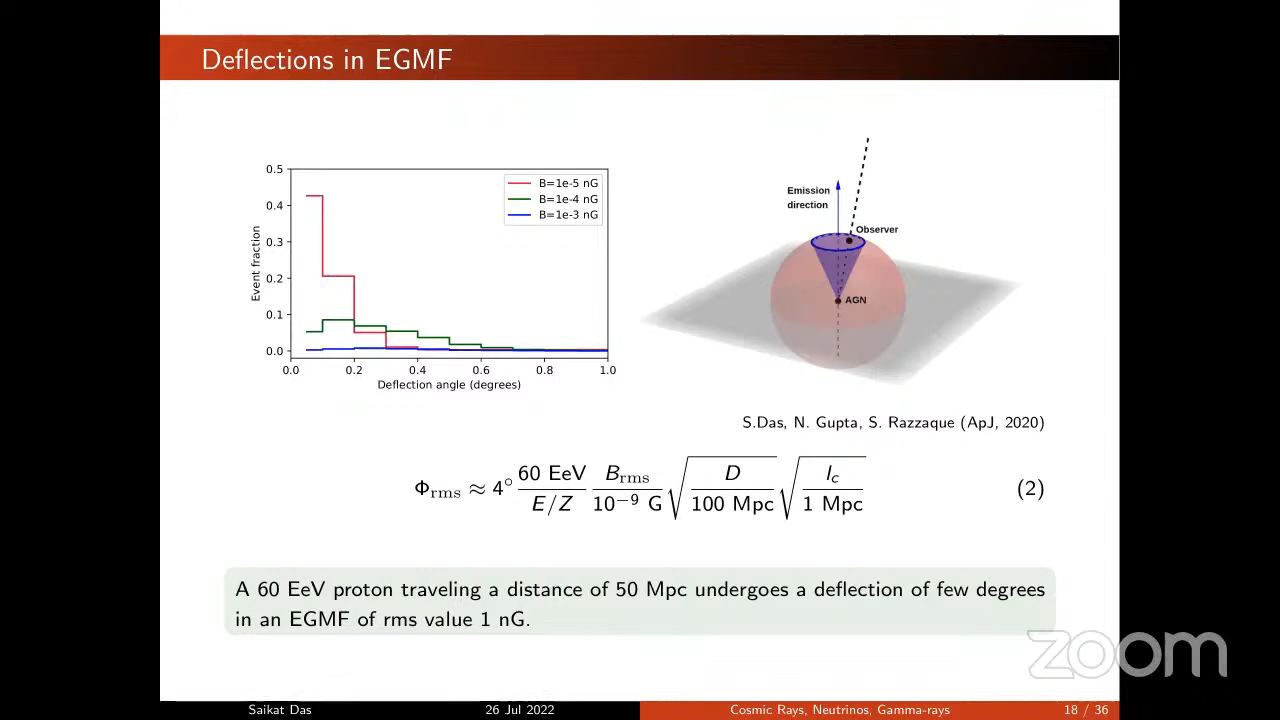 Deflections in EGMF
0.5
0.4
0.3
0.2
0.1
0.0
Event fraction
B=1e-5 nG
B=1e-4 nG
B=1e-3 nG
0.0 0.2 0.4 0.6 0.8 1.0
Deflection angle (degrees)
Emission
direction
Observer
AGN
S.Das, N. Gupta, S. Razzaque (ApJ, 2020)
Φrms ≈ 4° 60 EeV / E/Z Brms / 10⁻⁹ G √ D / 100 Mpc √ lc / 1 Mpc (2)
A 60 EeV proton traveling a distance of 50 Mpc undergoes a deflection of few degrees
in an EGMF of rms value 1 nG.
zoom
Saikat Das 26 Jul 2022 Cosmic Rays, Neutrinos, Gamma-rays 18 / 36